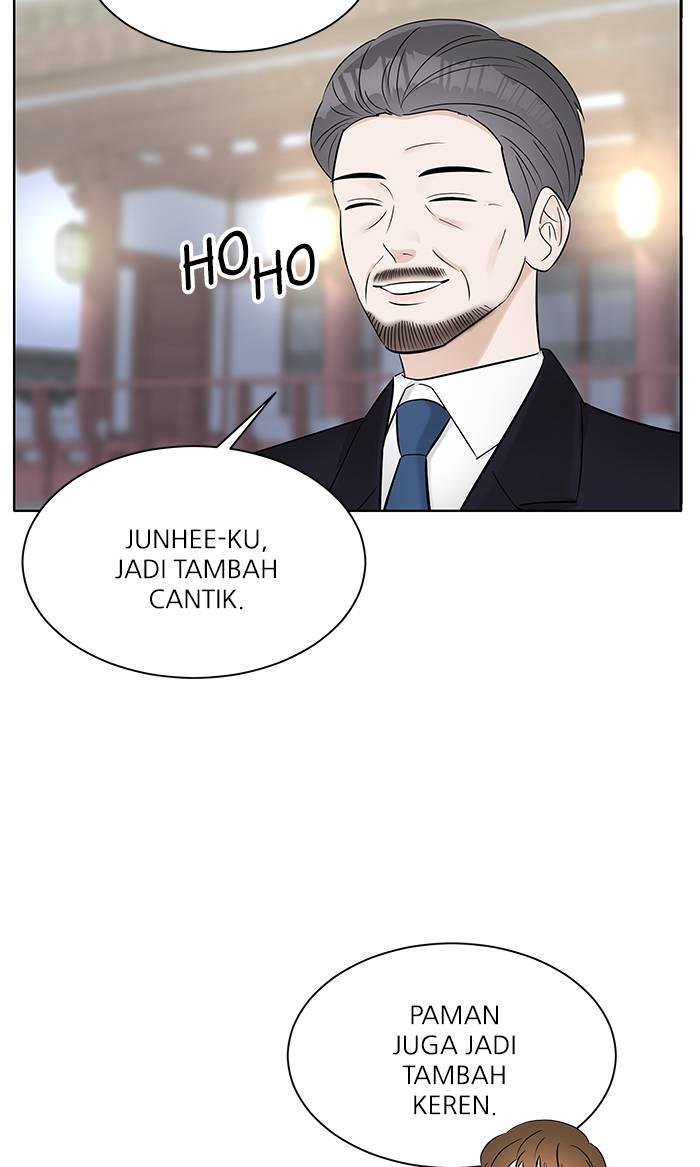 HO HO
JUNHEE-KU,
JADI TAMBAH
CANTIK.
PAMAN
JUGA JADI
TAMBAH
KEREN.